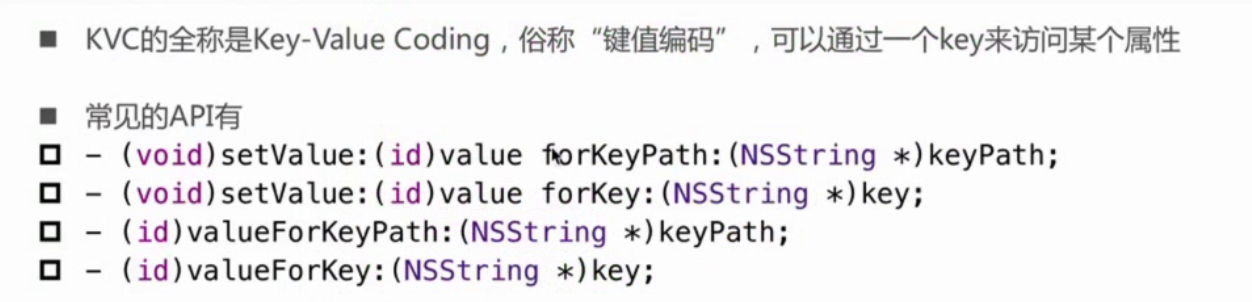 KVC的全称是Key-Value Coding，俗称“键值编码”，可以通过一个key来访问某个属性
常见的API有
- (void)setValue:(id)value forKeyPath:(NSString *)keyPath;
- (void)setValue:(id)value forKey:(NSString *)key;
- (id)valueForKeyPath:(NSString *)keyPath;
- (id)valueForKey:(NSString *)key;